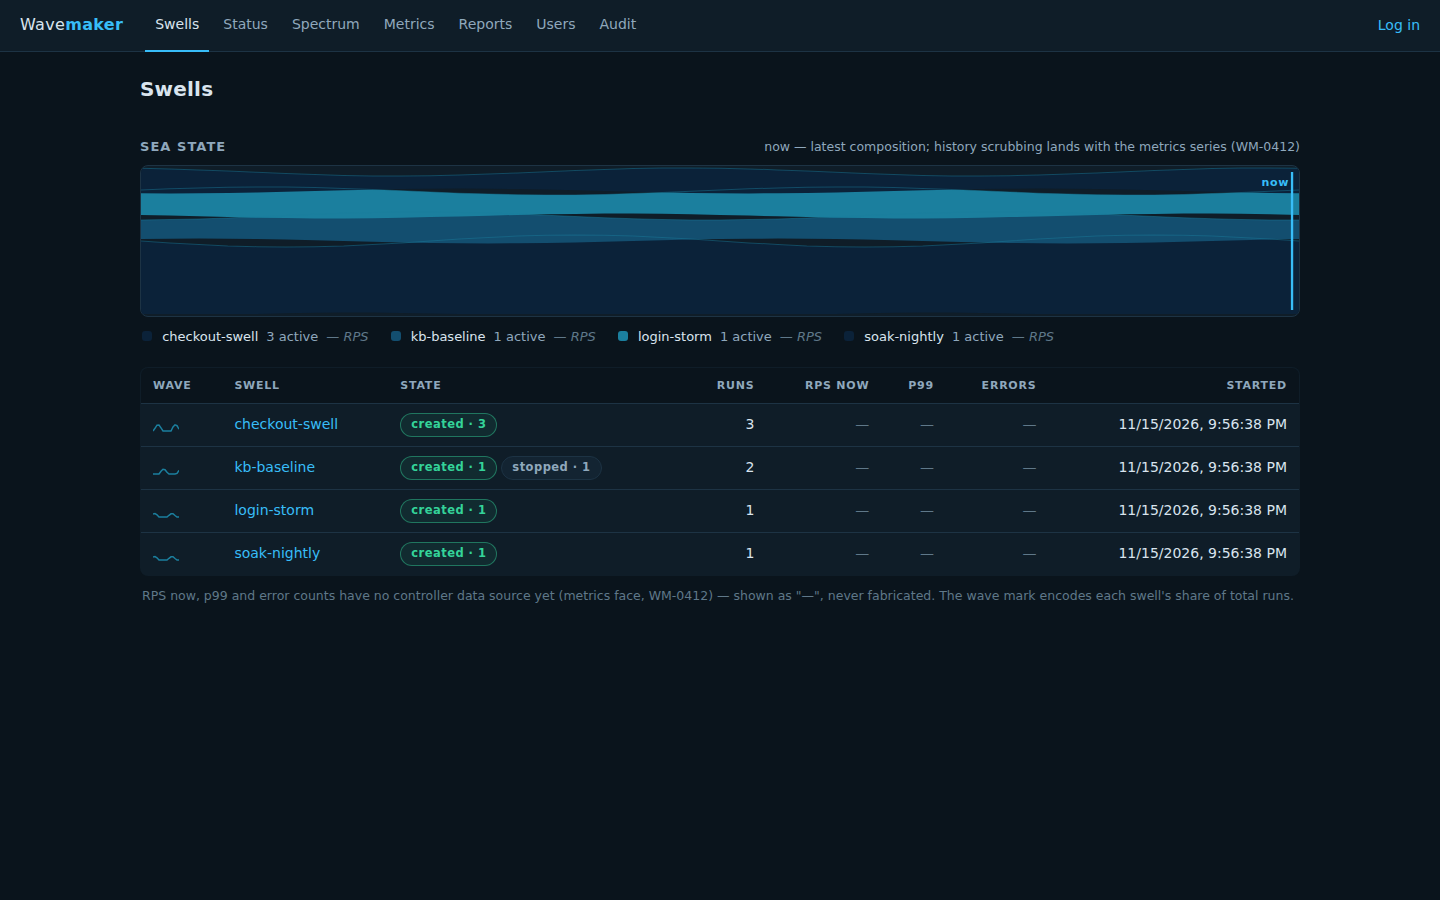 Wavemaker Swells Status Spectrum Metrics Reports Users Audit Log in
Swells
SEA STATE now — latest composition; history scrubbing lands with the metrics series (WM-0412)
now
checkout-swell 3 active — RPS kb-baseline 1 active — RPS login-storm 1 active — RPS soak-nightly 1 active — RPS
WAVE SWELL STATE RUNS RPS NOW P99 ERRORS STARTED
checkout-swell created · 3 3 — — — 11/15/2026, 9:56:38 PM
kb-baseline created · 1 stopped · 1 2 — — — 11/15/2026, 9:56:38 PM
login-storm created · 1 1 — — — 11/15/2026, 9:56:38 PM
soak-nightly created · 1 1 — — — 11/15/2026, 9:56:38 PM
RPS now, p99 and error counts have no controller data source yet (metrics face, WM-0412) — shown as "—", never fabricated. The wave mark encodes each swell's share of total runs.